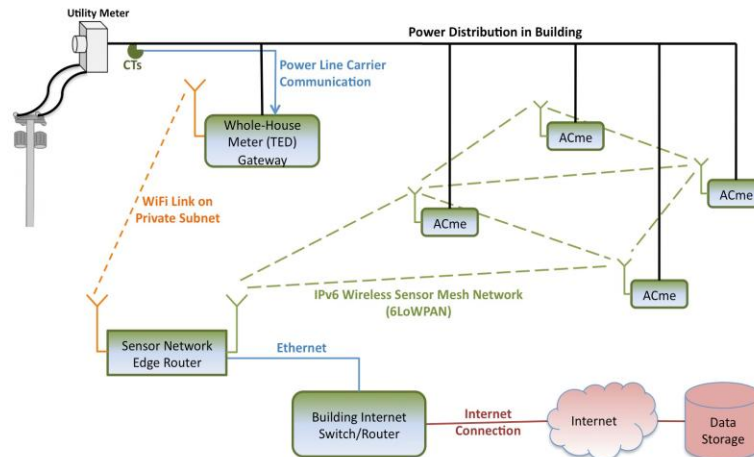 Utility Meter
Power Distribution in Building
CTs
Power Line Carrier
Communication
Whole-House
Meter (TED)
Gateway
ACme
ACme
ACme
WiFi Link on
Private Subnet
ACme
IPv6 Wireless Sensor Mesh Network
(6LoWPAN)
Sensor Network
Edge Router
Ethernet
Building Internet
Switch/Router
Internet
Connection
Internet
Data
Storage